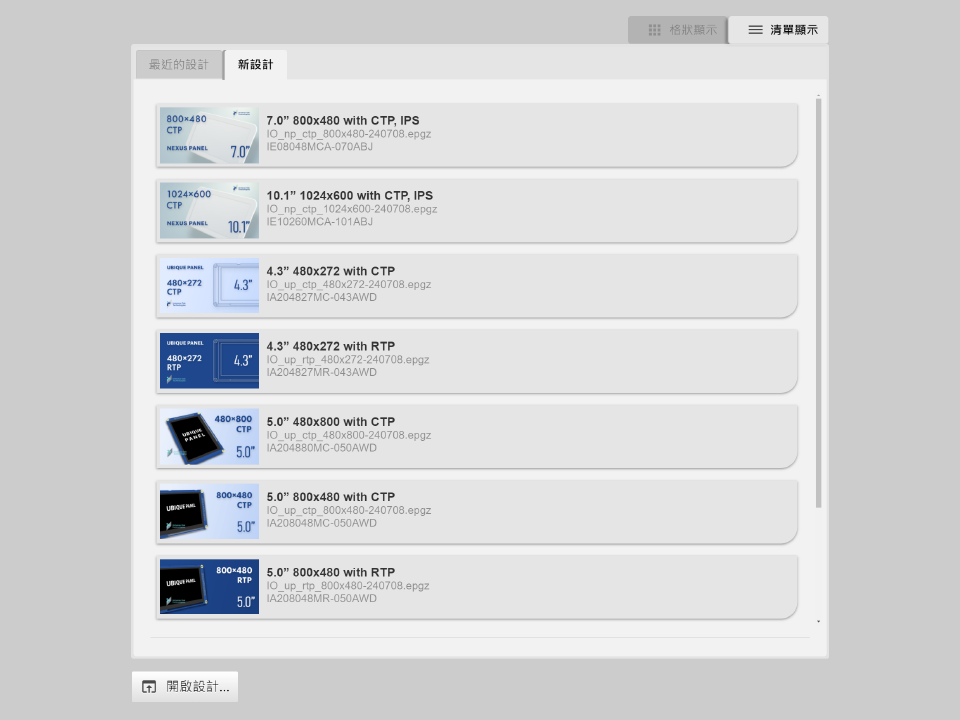 格狀顯示
清單顯示
最近的設計
新設計
800×480
CTP
NEXUS PANEL
7.0”
7.0” 800x480 with CTP, IPS
IO_np_ctp_800x480-240708.epgz
IE08048MCA-070ABJ
1024×600
CTP
NEXUS PANEL
10.1”
10.1” 1024x600 with CTP, IPS
IO_np_ctp_1024x600-240708.epgz
IE10260MCA-101ABJ
UBIQUE PANEL
480×272
CTP
4.3”
4.3” 480x272 with CTP
IO_up_ctp_480x272-240708.epgz
IA204827MC-043AWD
UBIQUE PANEL
480×272
RTP
4.3”
4.3” 480x272 with RTP
IO_up_rtp_480x272-240708.epgz
IA204827MR-043AWD
480×800
CTP
UBIQUE
PANEL
5.0”
5.0” 480x800 with CTP
IO_up_ctp_480x800-240708.epgz
IA204880MC-050AWD
800×480
CTP
UBIQUE PANEL
5.0”
5.0” 800x480 with CTP
IO_up_ctp_800x480-240708.epgz
IA208048MC-050AWD
800×480
RTP
UBIQUE PANEL
5.0”
5.0” 800x480 with RTP
IO_up_rtp_800x480-240708.epgz
IA208048MR-050AWD
開啟設計...